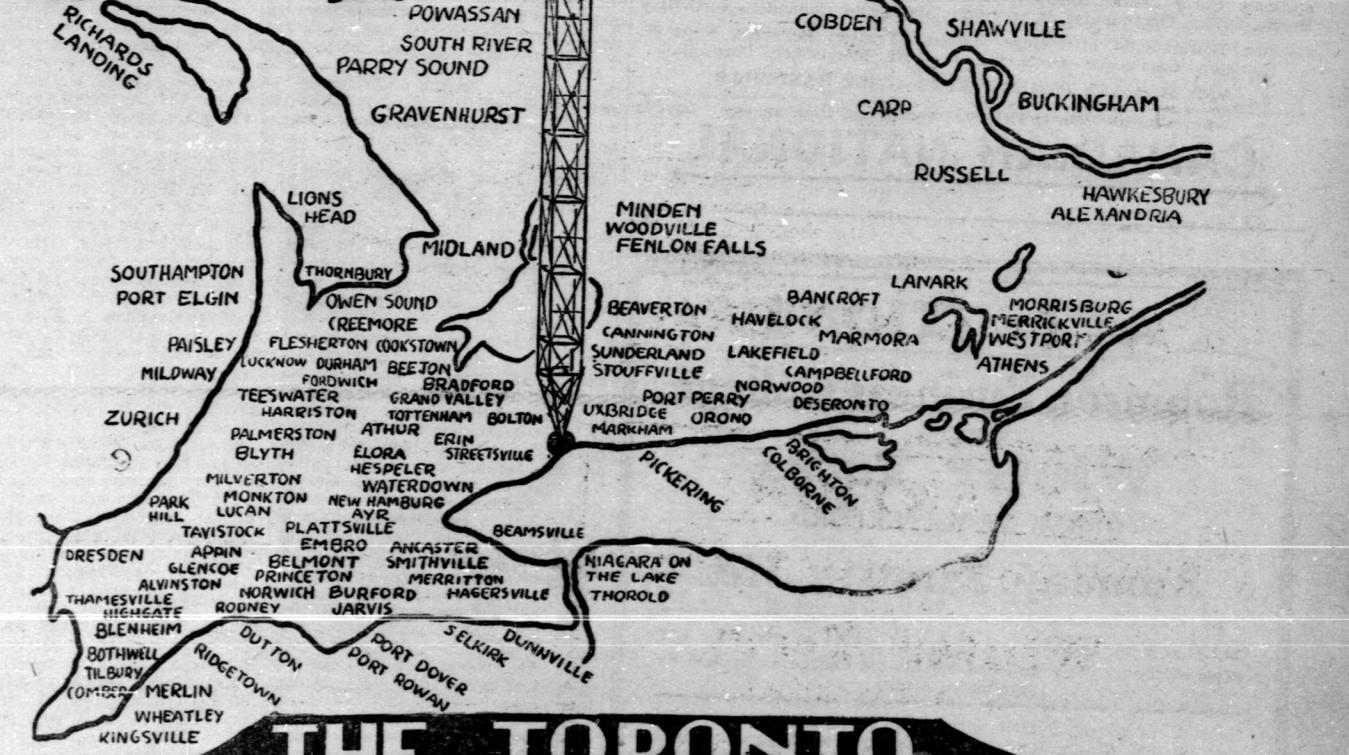 RICHARDS
LANDING
POWASSAN
SOUTH RIVER
PARRY SOUND
GRAVENHURST
COBDEN
SHAWVILLE
CARP
BUCKINGHAM
RUSSELL
HAWKESBURY
ALEXANDRIA
LIONS
HEAD
MIDLAND
MINDEN
WOODVILLE
FENLON FALLS
SOUTHAMPTON
PORT ELGIN
THORNBURY
OWEN SOUND
CREEMORE
BEAVERTON
BANCROFT
LANARK
MORRISBURG
MERRICKVILLE
WESTPORT
ATHENS
CANNINGTON
HAVELOCK
MARMORA
PAISLEY
FLESHERTON COOKSTOWN
SUNDERLAND
LAKEFIELD
STOUFFVILLE
CAMPBELLFORD
MILDWAY
LUCKNOW DURHAM BEETON
FORDWICH
BRADFORD
NORWOOD
TEESWATER
GRAND VALLEY
PORT PERRY
DESERONTO
ZURICH
HARRISTON
TOTTENHAM
BOLTON
UXBRIDGE
ORONO
MARKHAM
PALMERSTON
ATHUR
ERIN
BLYTH
ELORA
STREETSVILLE
HESPELER
PICKERING
BRIGHTON
COLBORNE
MILVERTON
WATERDOWN
PARK
HILL
MONKTON
NEW HAMBURG
LUCAN
AYR
TAVISTOCK
PLATTSVILLE
BEAMSVILLE
DRESDEN
APPIN
EMBRO
ANCASTER
GLENCOE
BELMONT
SMITHVILLE
NIAGARA ON
THE LAKE
THOROLD
ALVINSTON
PRINCETON
MERRITTON
THAMESVILLE
NORWICH
BURFORD
HAGERSVILLE
HIGHGATE
RODNEY
JARVIS
BLENHEIM
DUTTON
SELKIRK
DUNNVILLE
BOTHWELL
RIDGETOWN
PORT DOVER
PORT ROWAN
TILBURY
COMBER
MERLIN
WHEATLEY
KINGSVILLE
THE TORONTO